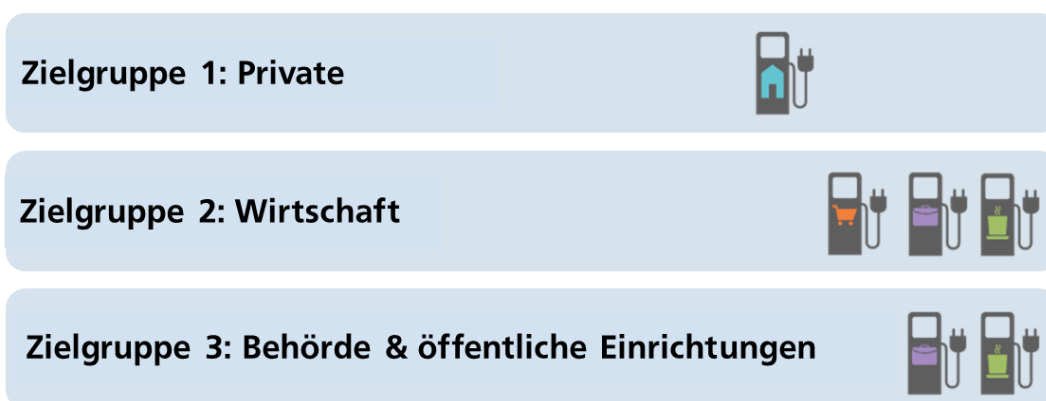 Zielgruppe 1: Private
Zielgruppe 2: Wirtschaft
Zielgruppe 3: Behörde & öffentliche Einrichtungen